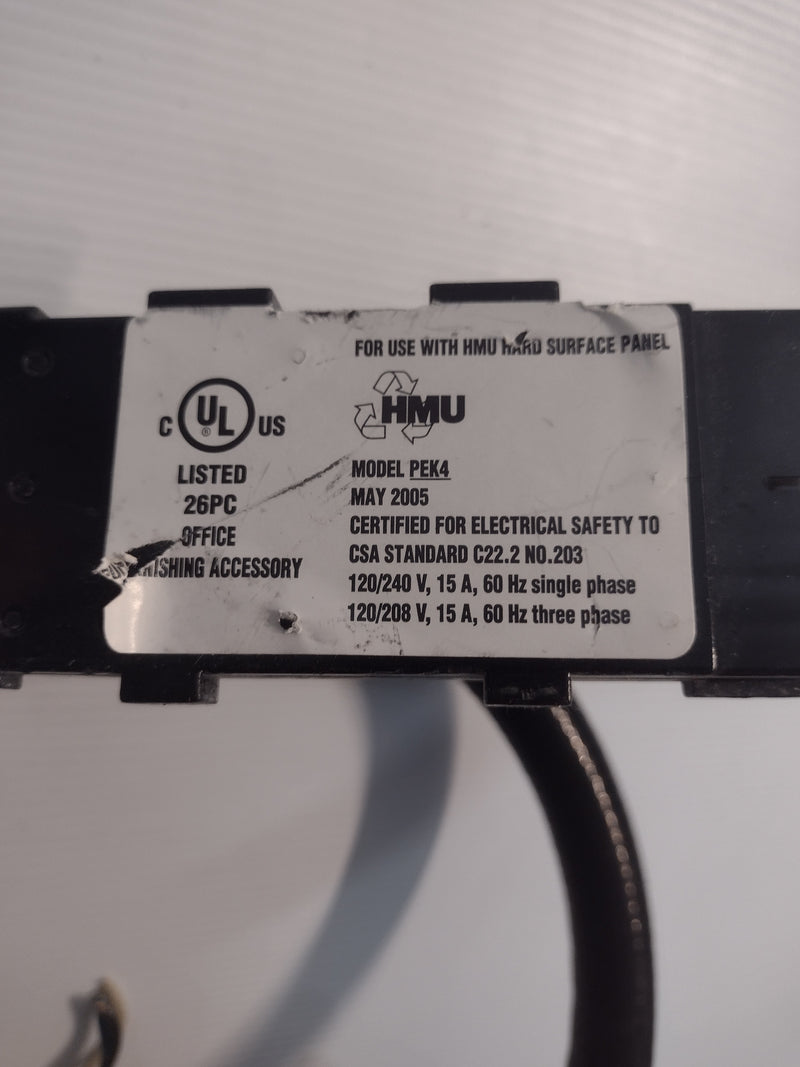 FOR USE WITH HMU HARD SURFACE PANEL
C UL ® US
LISTED
26PC
OFFICE
NISHING ACCESSORY
HMU
MODEL PEK4
MAY 2005
CERTIFIED FOR ELECTRICAL SAFETY TO
CSA STANDARD C22.2 NO.203
120/240 V, 15 A, 60 Hz single phase
120/208 V, 15 A, 60 Hz three phase